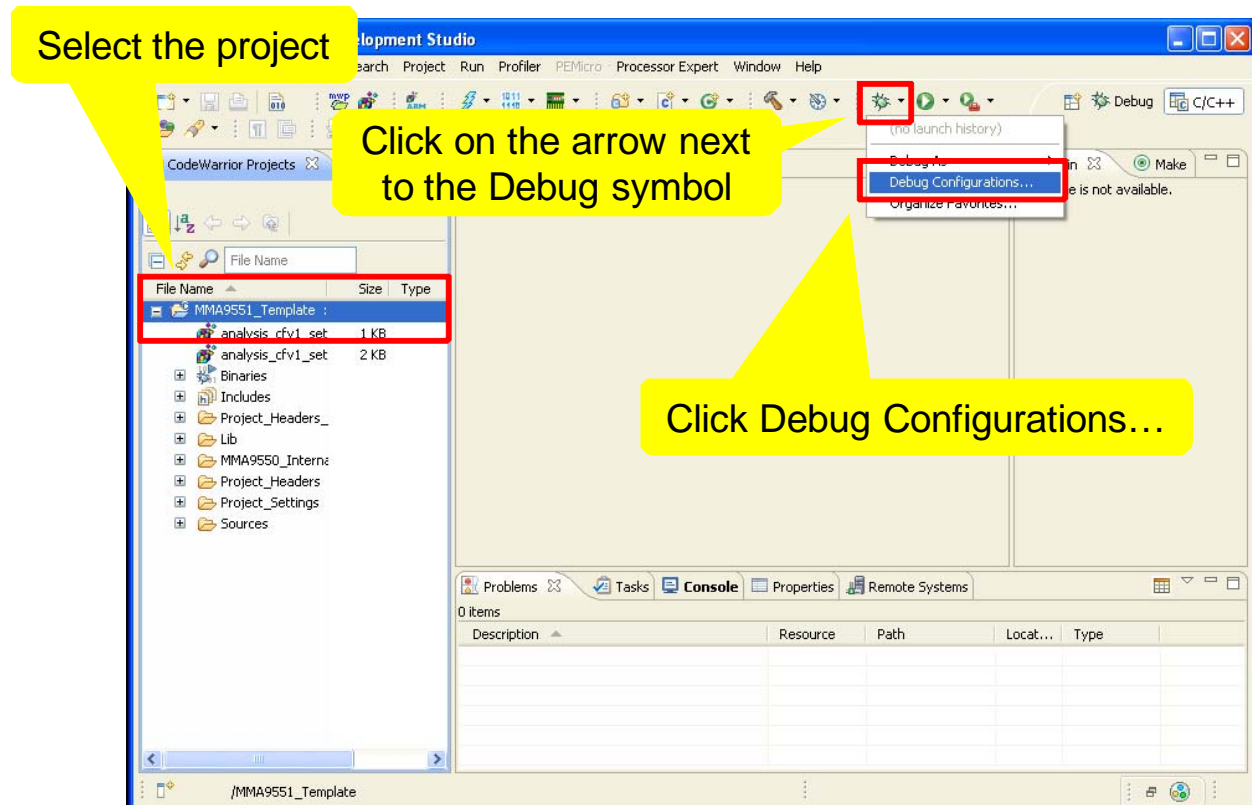 Select the project
elopment Studio
earch Project Run Profiler PEMicro Processor Expert Window Help
Debug C/C++
Click on the arrow next
to the Debug symbol
(no launch history)
Debug As
Debug Configurations...
Organize Favorites...
CodeWarrior Projects
in Make
e is not available.
File Name
File Name Size Type
MMA9551_Template :
analysis_cfv1_set 1 KB
analysis_cfv1_set 2 KB
Binaries
Includes
Project_Headers_
Lib
MMA9550_Interna
Project_Headers
Project_Settings
Sources
Click Debug Configurations…
Problems Tasks Console Properties Remote Systems
0 items
Description Resource Path Locat... Type
/MMA9551_Template